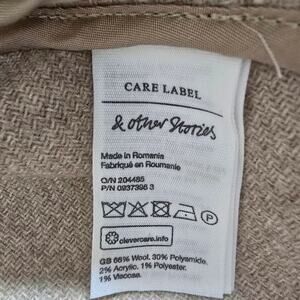 CARE LABEL
& Other Stories
Made in Romania
Fabriqué en Roumanie
O/N 204485
P/N 0937396 3
P
clevercare.info
GB 66% Wool. 30% Polyamide.
2% Acrylic. 1% Polyester.
1% Viscose.